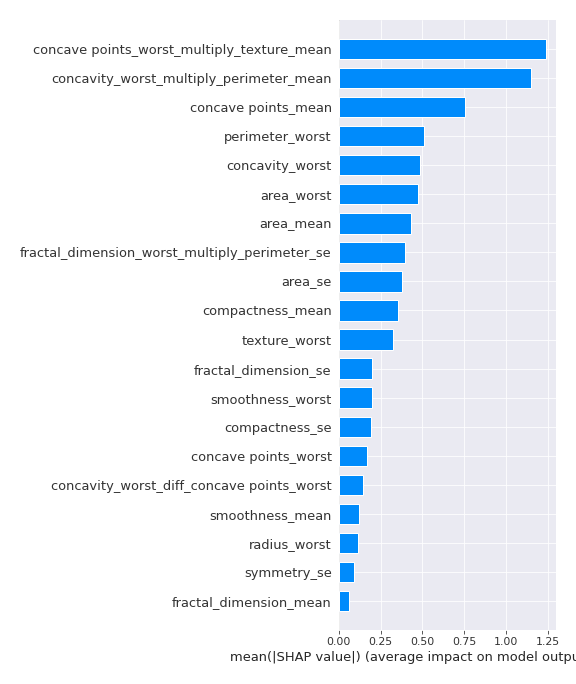 concave points_worst_multiply_texture_mean
concavity_worst_multiply_perimeter_mean
concave points_mean
perimeter_worst
concavity_worst
area_worst
area_mean
fractal_dimension_worst_multiply_perimeter_se
area_se
compactness_mean
texture_worst
fractal_dimension_se
smoothness_worst
compactness_se
concave points_worst
concavity_worst_diff_concave points_worst
smoothness_mean
radius_worst
symmetry_se
fractal_dimension_mean
0.00 0.25 0.50 0.75 1.00 1.25
mean(|SHAP value|) (average impact on model outpu